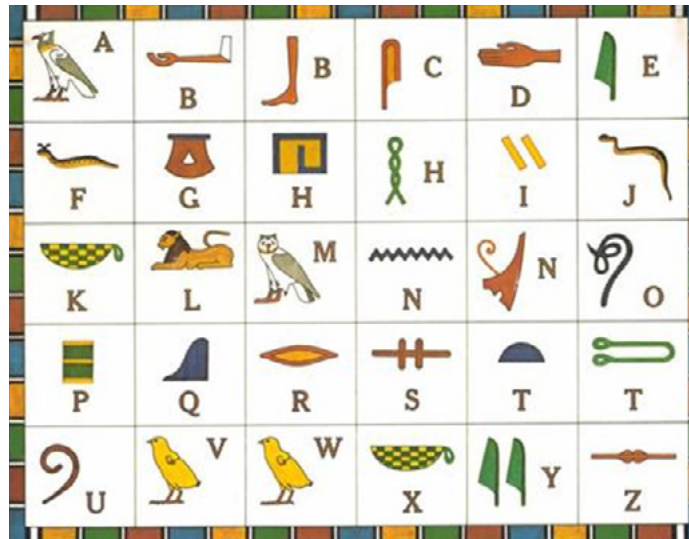 A B B C D E
F G H H I J
K L M N N O
P Q R S T T
U V W X Y Z